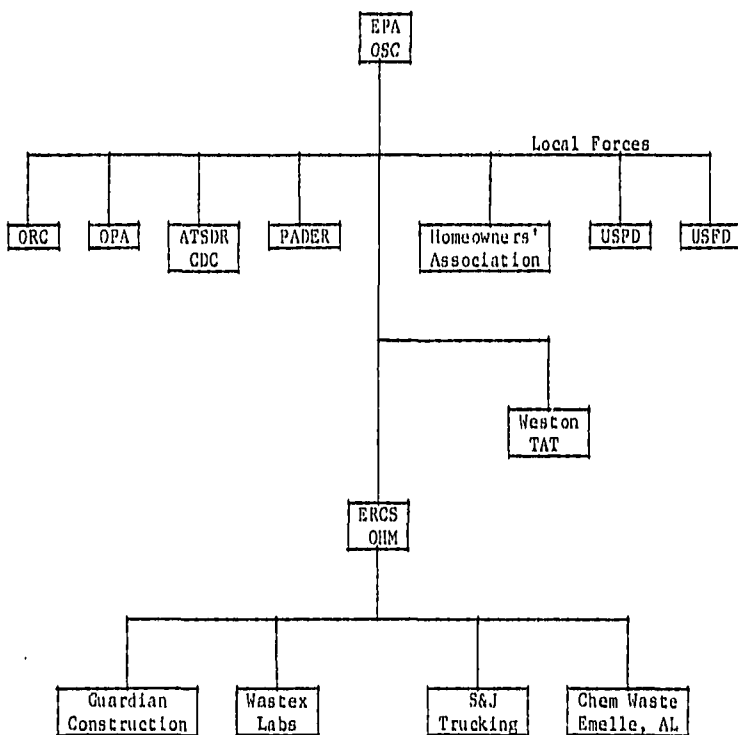 EPA
OSC
Local Forces
ORC
OPA
ATSDR
CDC
PADER
Homeowners'
Association
USPD
USFD
Weston
TAT
ERCS
OHM
Guardian
Construction
Wastex
Labs
S&J
Trucking
Chem Waste
Emelle, AL